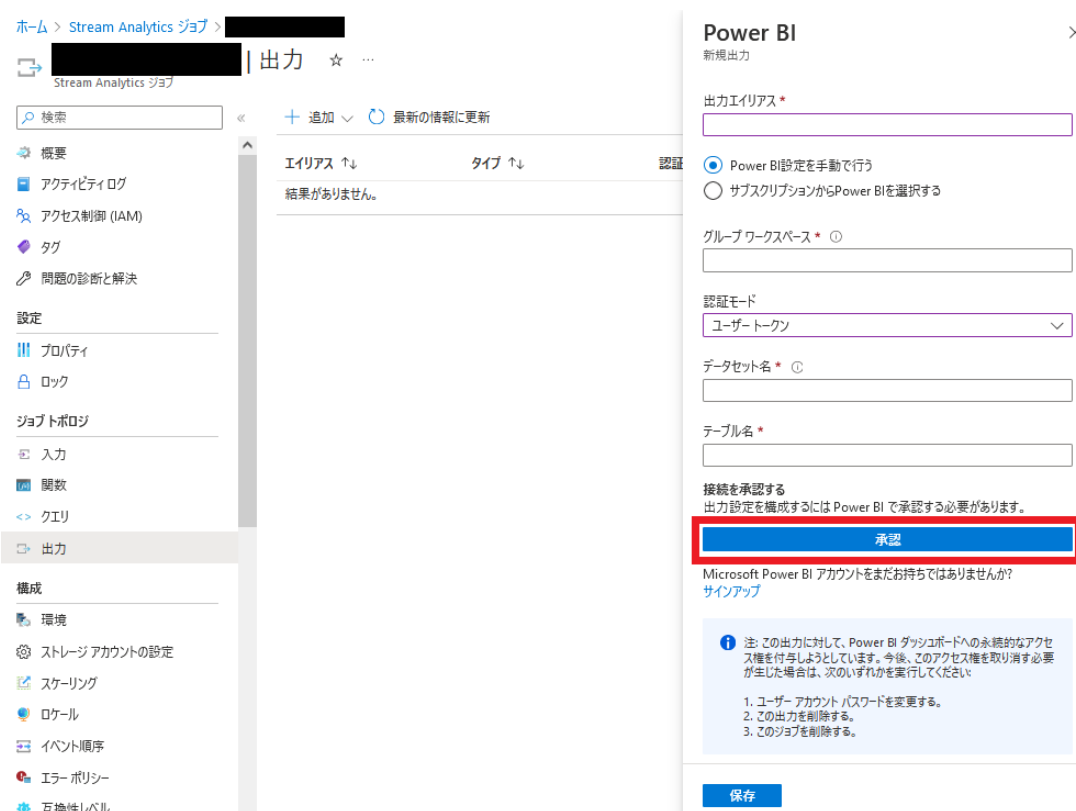 ホーム > Stream Analytics ジョブ >
| 出力 ☆ …
Stream Analytics ジョブ
検索
«
概要
アクティビティ ログ
アクセス制御 (IAM)
タグ
問題の診断と解決
設定
プロパティ
ロック
ジョブ トポロジ
入力
関数
クエリ
出力
構成
環境
ストレージ アカウントの設定
スケーリング
ロケール
イベント順序
エラー ポリシー
互換性レベル
追加 最新の情報に更新
エイリアス ↑↓ タイプ ↑↓ 認証
結果がありません。
Power BI
新規出力
出力エイリアス *
Power BI設定を手動で行う
サブスクリプションからPower BIを選択する
グループ ワークスペース *
認証モード
ユーザー トークン
データセット名 *
テーブル名 *
接続を承認する
出力設定を構成するには Power BI で承認する必要があります。
承認
Microsoft Power BI アカウントをまだお持ちではありませんか?
サインアップ
注: この出力に対して、Power BI ダッシュボードへの永続的なアクセ
ス権を付与しようとしています。今後、このアクセス権を取り消す必要
が生じた場合は、次のいずれかを実行してください:
1. ユーザー アカウント パスワードを変更する。
2. この出力を削除する。
3. このジョブを削除する。
保存